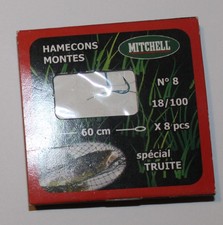 HAMECONS
MONTES
MITCHELL
N° 8
18/100
60 cm
X 8 pcs
spécial
TRUITE